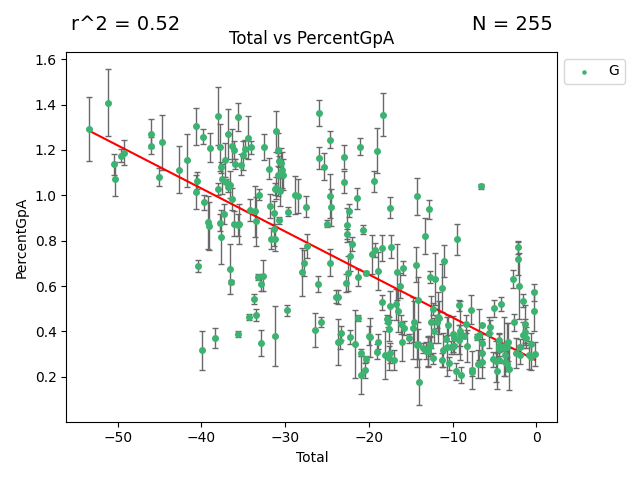 r^2 = 0.52 N = 255
Total vs PercentGpA
G
1.6
1.4
1.2
1.0
0.8
0.6
0.4
0.2
PercentGpA
−50 −40 −30 −20 −10 0
Total